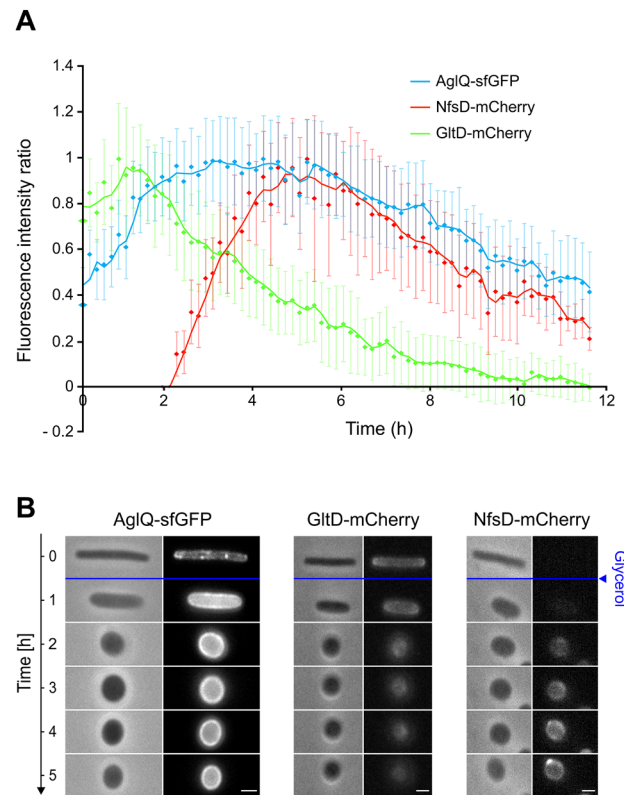 A
1.4
1.2
1
0.8
0.6
0.4
0.2
0
- 0.2
Fluorescence intensity ratio
AglQ-sfGFP
NfsD-mCherry
GltD-mCherry
0 2 4 6 8 10 12
Time (h)
B
AglQ-sfGFP GltD-mCherry NfsD-mCherry
Time [h]
0
1
2
3
4
5
Glycerol